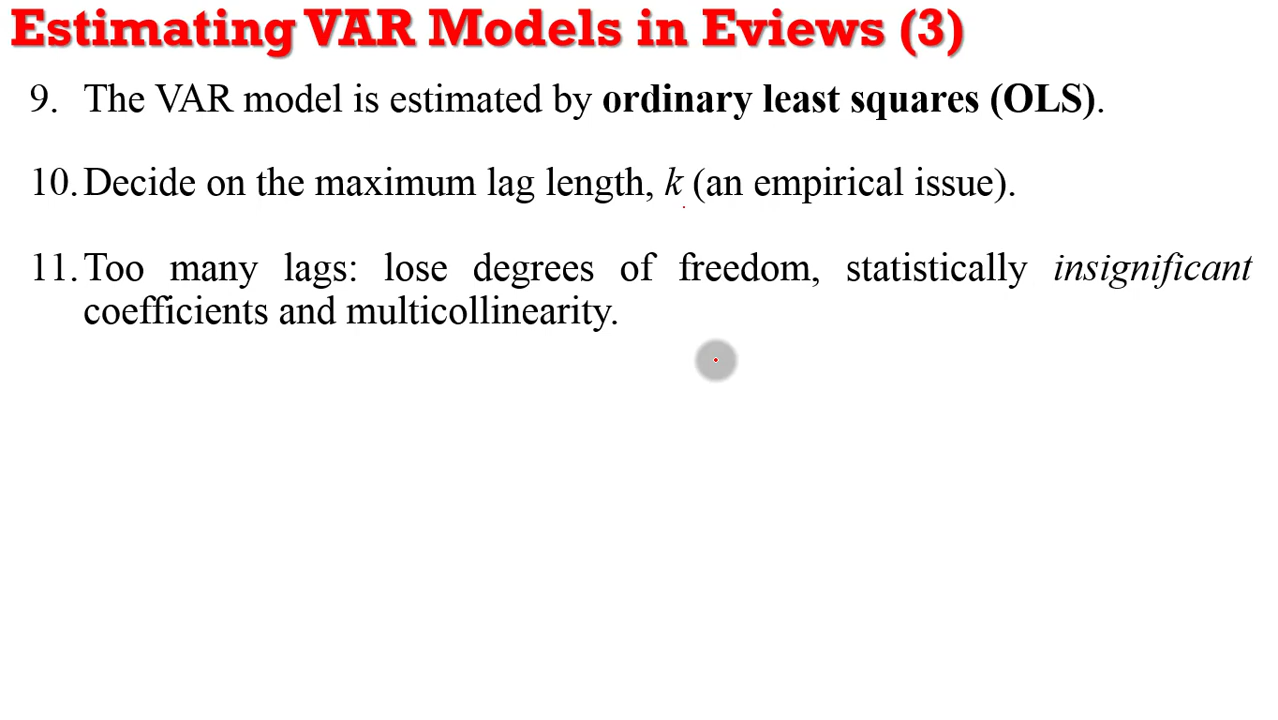 Estimating VAR Models in Eviews (3)
9. The VAR model is estimated by ordinary least squares (OLS).
10. Decide on the maximum lag length, k (an empirical issue).
11. Too many lags: lose degrees of freedom, statistically insignificant
coefficients and multicollinearity.